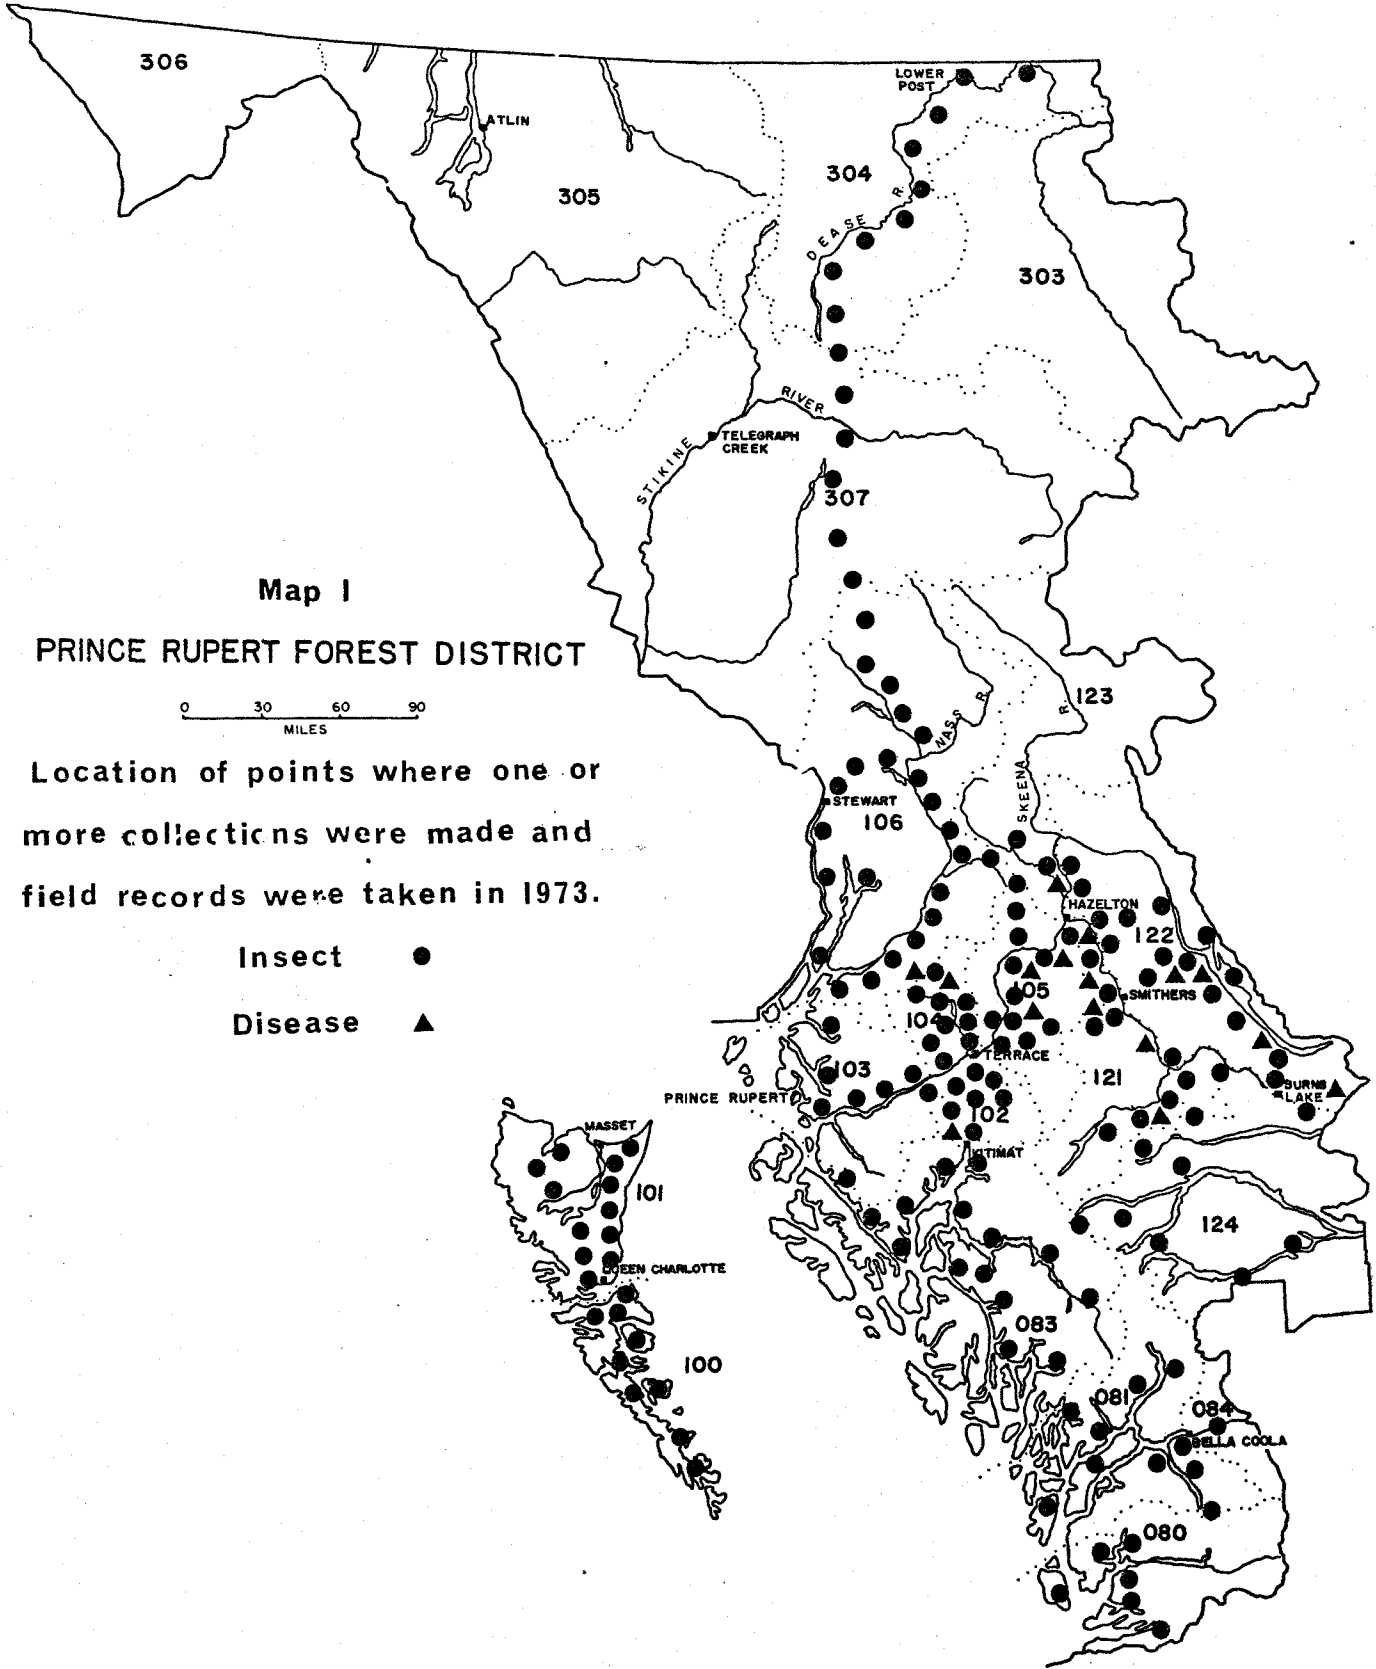 306
LOWER
POST
ATLIN
304
305
DEASE R.
303
RIVER
TELEGRAPH
CREEK
STIKINE
307
Map 1
PRINCE RUPERT FOREST DISTRICT
0 30 60 90
MILES
123
NASS R.
SKEENA R.
Location of points where one or
more collections were made and
field records were taken in 1973.
Insect
Disease
STEWART
106
HAZELTON
122
105
SMITHERS
104
TERRACE
103
121
BURNS
LAKE
PRINCE RUPERT
102
KITIMAT
MASSET
101
124
QUEEN CHARLOTTE
083
100
081
084
BELLA COOLA
080